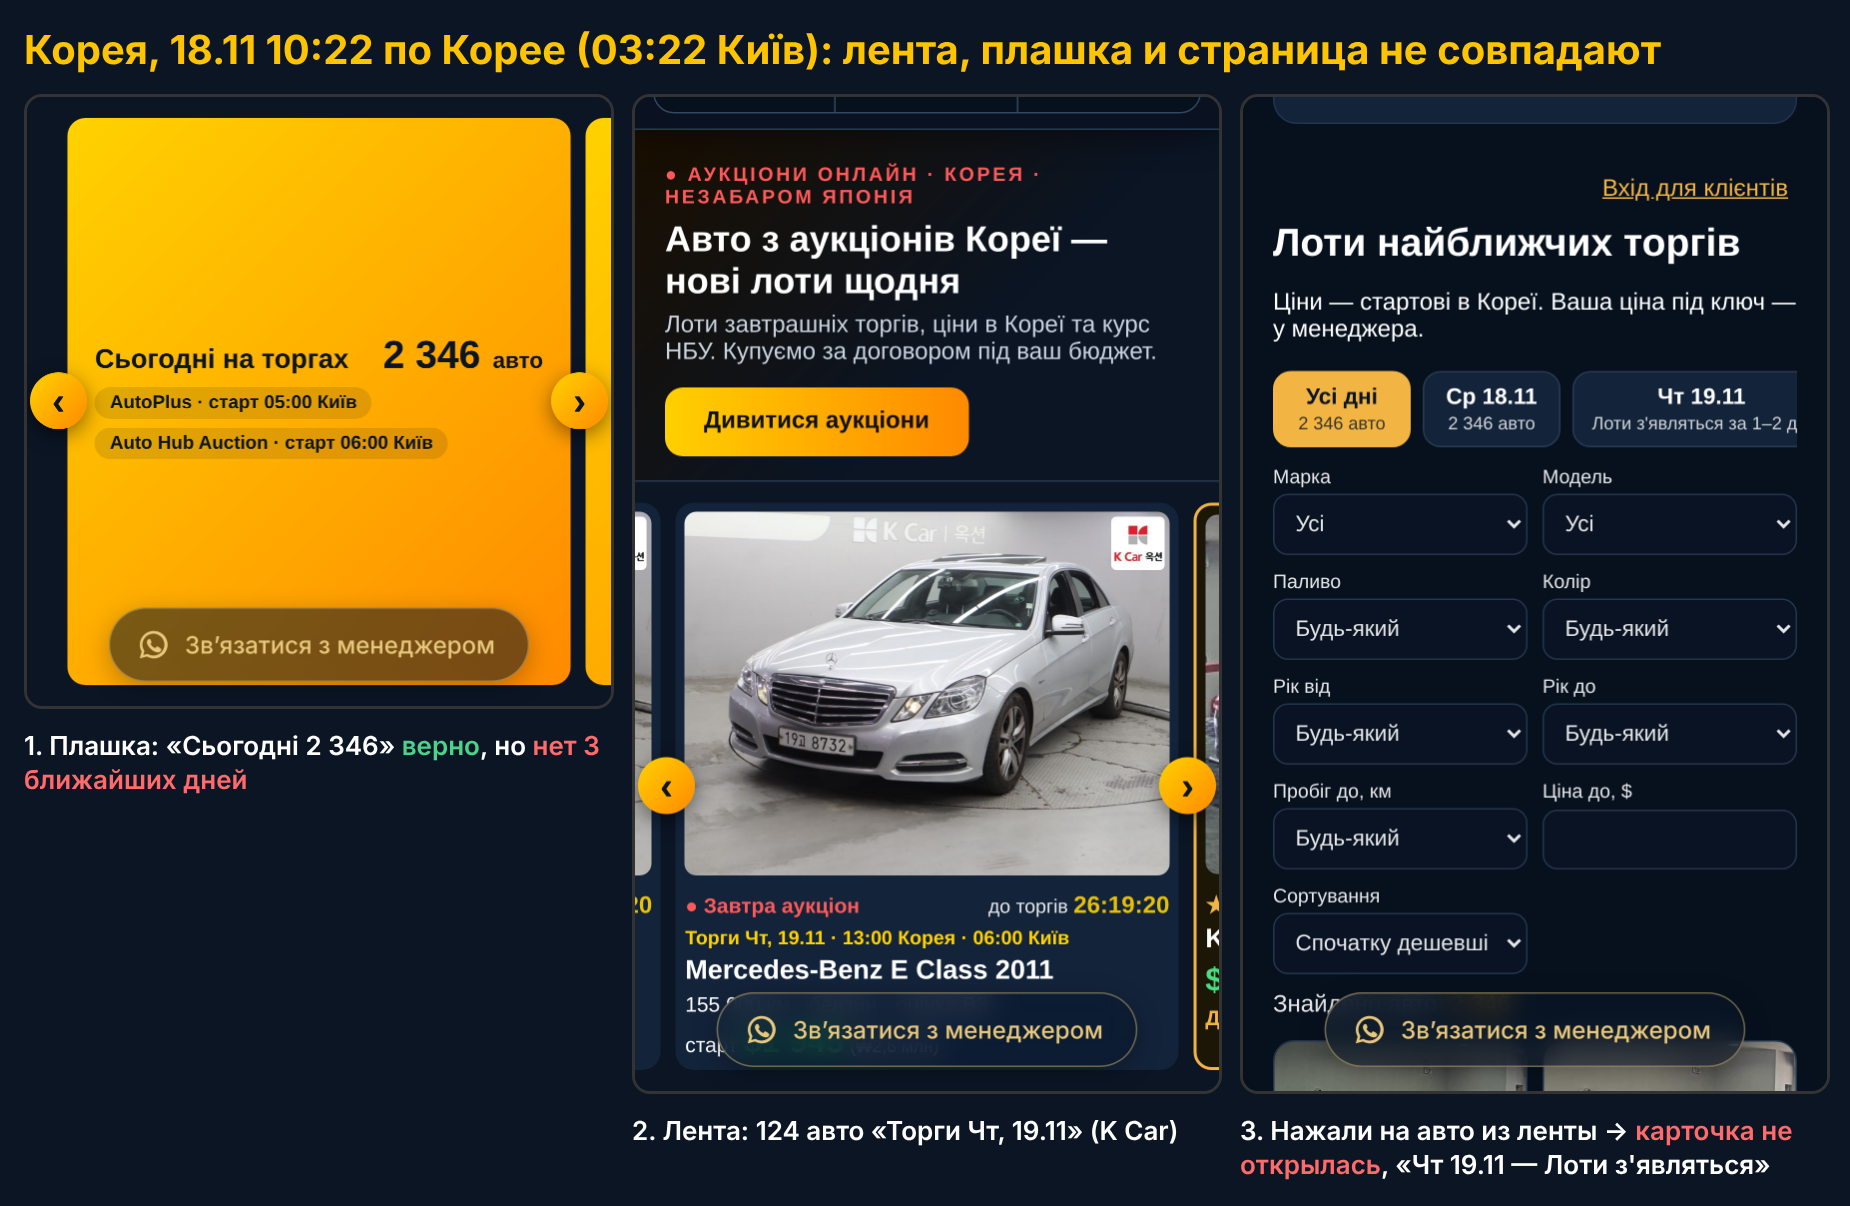 Корея, 18.11 10:22 по Корее (03:22 Київ): лента, плашка и страница не совпадают
Сьогодні на торгах 2 346 авто
‹ ›
AutoPlus · старт 05:00 Київ
Auto Hub Auction · старт 06:00 Київ
Зв’язатися з менеджером
1. Плашка: «Сьогодні 2 346» верно, но нет 3
ближайших дней
● АУКЦІОНИ ОНЛАЙН · КОРЕЯ ·
НЕЗАБАРОМ ЯПОНІЯ
Авто з аукціонів Кореї —
нові лоти щодня
Лоти завтрашніх торгів, ціни в Кореї та курс
НБУ. Купуємо за договором під ваш бюджет.
Дивитися аукціони
K Car | 옥션
K Car 옥션
8732
‹ ›
● Завтра аукціон до торгів 26:19:20
Торги Чт, 19.11 · 13:00 Корея · 06:00 Київ
Mercedes-Benz E Class 2011
155
Зв’язатися з менеджером
2. Лента: 124 авто «Торги Чт, 19.11» (K Car)
Вхід для клієнтів
Лоти найближчих торгів
Ціни — стартові в Кореї. Ваша ціна під ключ —
у менеджера.
Усі дні Ср 18.11 Чт 19.11
2 346 авто 2 346 авто Лоти з'являться за 1–2 д
Марка Модель
Усі Усі
Паливо Колір
Будь-який Будь-який
Рік від Рік до
Будь-який Будь-який
Пробіг до, км Ціна до, $
Будь-який
Сортування
Спочатку дешевші
Зв’язатися з менеджером
3. Нажали на авто из ленты → карточка не
открылась, «Чт 19.11 — Лоти з'являться»